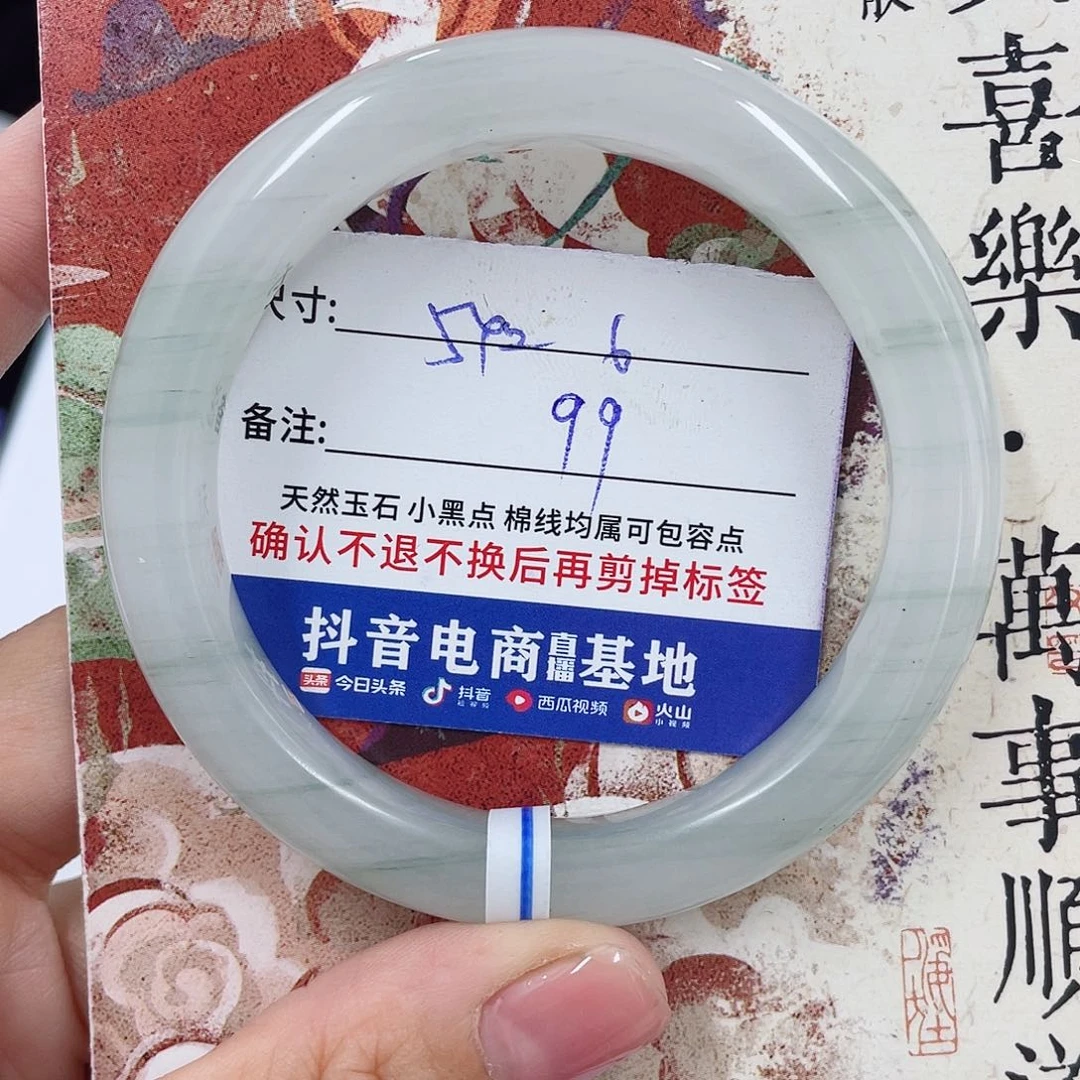 尺寸:
6
备注:
99
天然玉石 小黑点 棉线均属可包容点
确认不退不换后再剪掉标签
抖音电商直播基地
头条 今日头条 抖音 西瓜视频 火山小视频
喜樂·萬事順